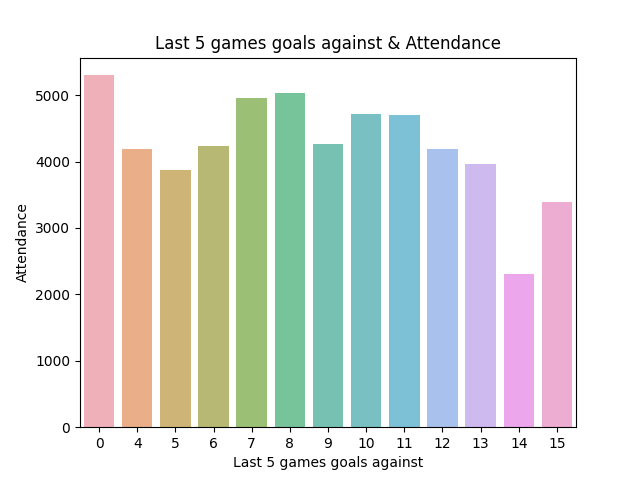 Last 5 games goals against & Attendance
Attendance
5000
4000
3000
2000
1000
0
0 4 5 6 7 8 9 10 11 12 13 14 15
Last 5 games goals against